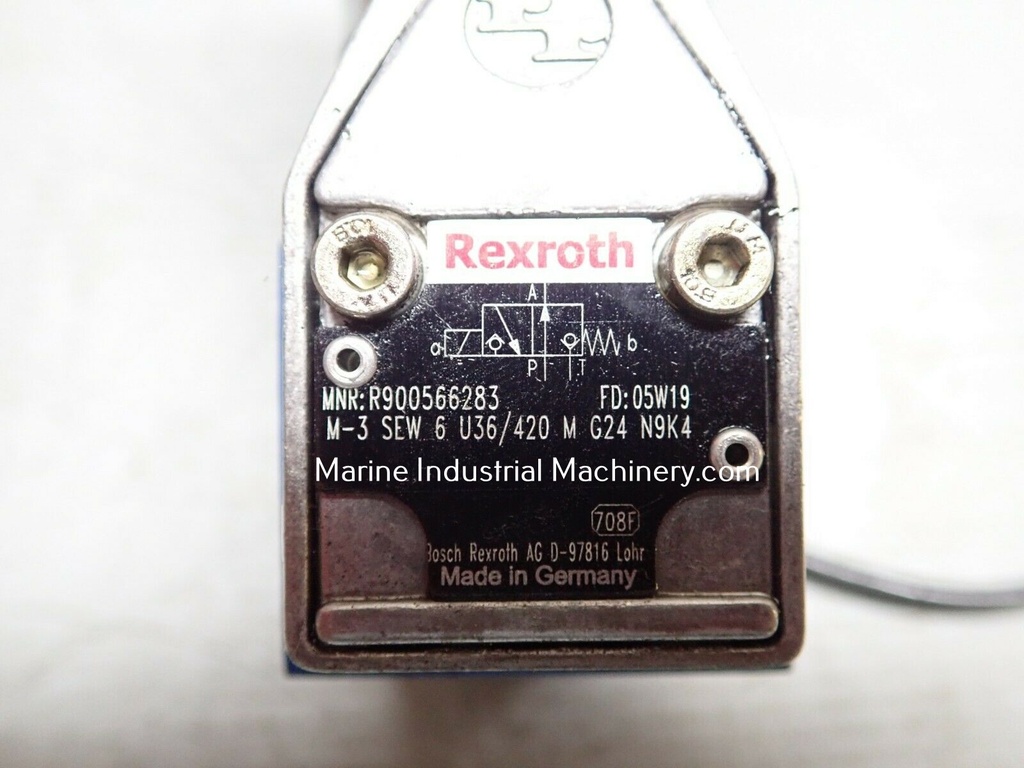 Rexroth
A
a b
P T
MNR: R900566283 FD: 05W19
M-3 SEW 6 U36/420 M G24 N9K4
Marine Industrial Machinery.com
708F
Bosch Rexroth AG D-97816 Lohr
Made in Germany